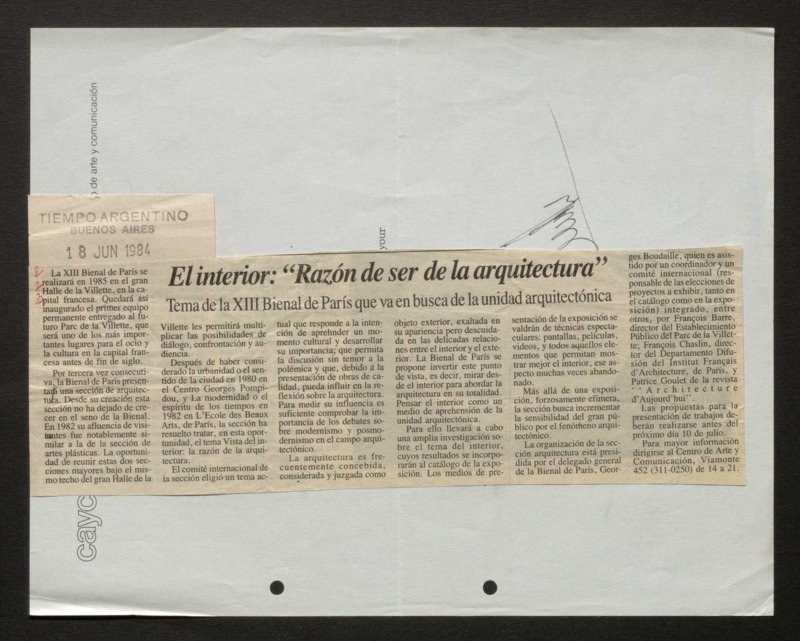 o de arte y comunicación
your
cayc
TIEMPO ARGENTINO
BUENOS AIRES
18 JUN 1984
El interior: “Razón de ser de la arquitectura”
Tema de la XIII Bienal de París que va en busca de la unidad arquitectónica
La XIII Bienal de París se
realizará en 1985 en el gran
Halle de la Villette, en la ca-
pital francesa. Quedará así
inaugurado el primer equipo
permanente entregado al fu-
turo Parc de la Villette, que
será uno de los más impor-
tantes lugares para el ocio y
la cultura en la capital fran-
cesa antes de fin de siglo.
Por tercera vez consecuti-
va, la Bienal de París presen-
tará una sección de arquitec-
tura. Desde su creación esta
sección no ha dejado de cre-
cer en el seno de la Bienal.
En 1982 su afluencia de visi-
tantes fue notablemente si-
milar a la de la sección de
artes plásticas. La oportuni-
dad de reunir estas dos sec-
ciones mayores bajo el mis-
mo techo del gran Halle de la
Villette les permitirá multi-
plicar las posibilidades de
diálogo, confrontación y au-
diencia.
Después de haber consi-
derado la urbanidad o el sen-
tido de la ciudad en 1980 en
el Centro Georges Pompi-
dou, y La modernidad o el
espíritu de los tiempos en
1982 en L'Ecole des Beaux
Arts, de París, la sección ha
resuelto tratar, en esta opor-
tunidad, el tema Vista del in-
terior: la razón de la arqui-
tectura.
El comité internacional de
la sección eligió un tema ac-
tual que responde a la inten-
ción de aprehnder un mo-
mento cultural y desarrollar
su importancia; que permita
la discusión sin temor a la
polémica y que, debido a la
presentación de obras de ca-
lidad, pueda influir en la re-
flexión sobre la arquitectura.
Para medir su influencia es
suficiente comprobar la im-
portancia de los debates so-
bre modernismo y posmo-
dernismo en el campo arqui-
tectónico.
La arquitectura es fre-
cuentemente concebida,
considerada y juzgada como
objeto exterior, exaltada en
su apariencia pero descuida-
da en las delicadas relacio-
nes entre el interior y el exte-
rior. La Bienal de París se
propone invertir este punto
de vista, es decir, mirar des-
de el interior para abordar la
arquitectura en su totalidad.
Pensar el interior como un
medio de aprehensión de la
unidad arquitectónica.
Para ello llevará a cabo
una amplia investigación so-
bre el tema del interior,
cuyos resultados se incorpo-
rarán al catálogo de la expo-
sición. Los medios de pre-
sentación de la exposición se
valdrán de técnicas especta-
culares: pantallas, películas,
videos, y todos aquellos ele-
mentos que permitan mos-
trar mejor el interior, ese as-
pecto muchas veces abando-
nado.
Más allá de una exposi-
ción, forzosamente efímera,
la sección busca incrementar
la sensibilidad del gran pú-
blico por el fenómeno arqui-
tectónico.
La organización de la sec-
ción arquitectura está presi-
dida por el delegado general
de la Bienal de París, Geor-
ges Boudaille, quien es asis-
tido por un coordinador y un
comité internacional (res-
ponsable de las elecciones de
proyectos a exhibir, tanto en
el catálogo como en la expo-
sición) integrado, entre
otros, por François Barre,
director del Establecimiento
Público del Parc de la Villet-
te; François Chaslin, direc-
tor del Departamento Difu-
sión del Institut Français
d'Architecture, de París, y
Patrice Goulet de la revista
''Architecture
d'Aujourd'hui''.
Las propuestas para la
presentación de trabajos de-
berán realizarse antes del
próximo 10 de julio.
Para mayor información
dirigirse al Centro de Arte y
Comunicación, Viamonte
452 (311-0250) de 14 a 21.